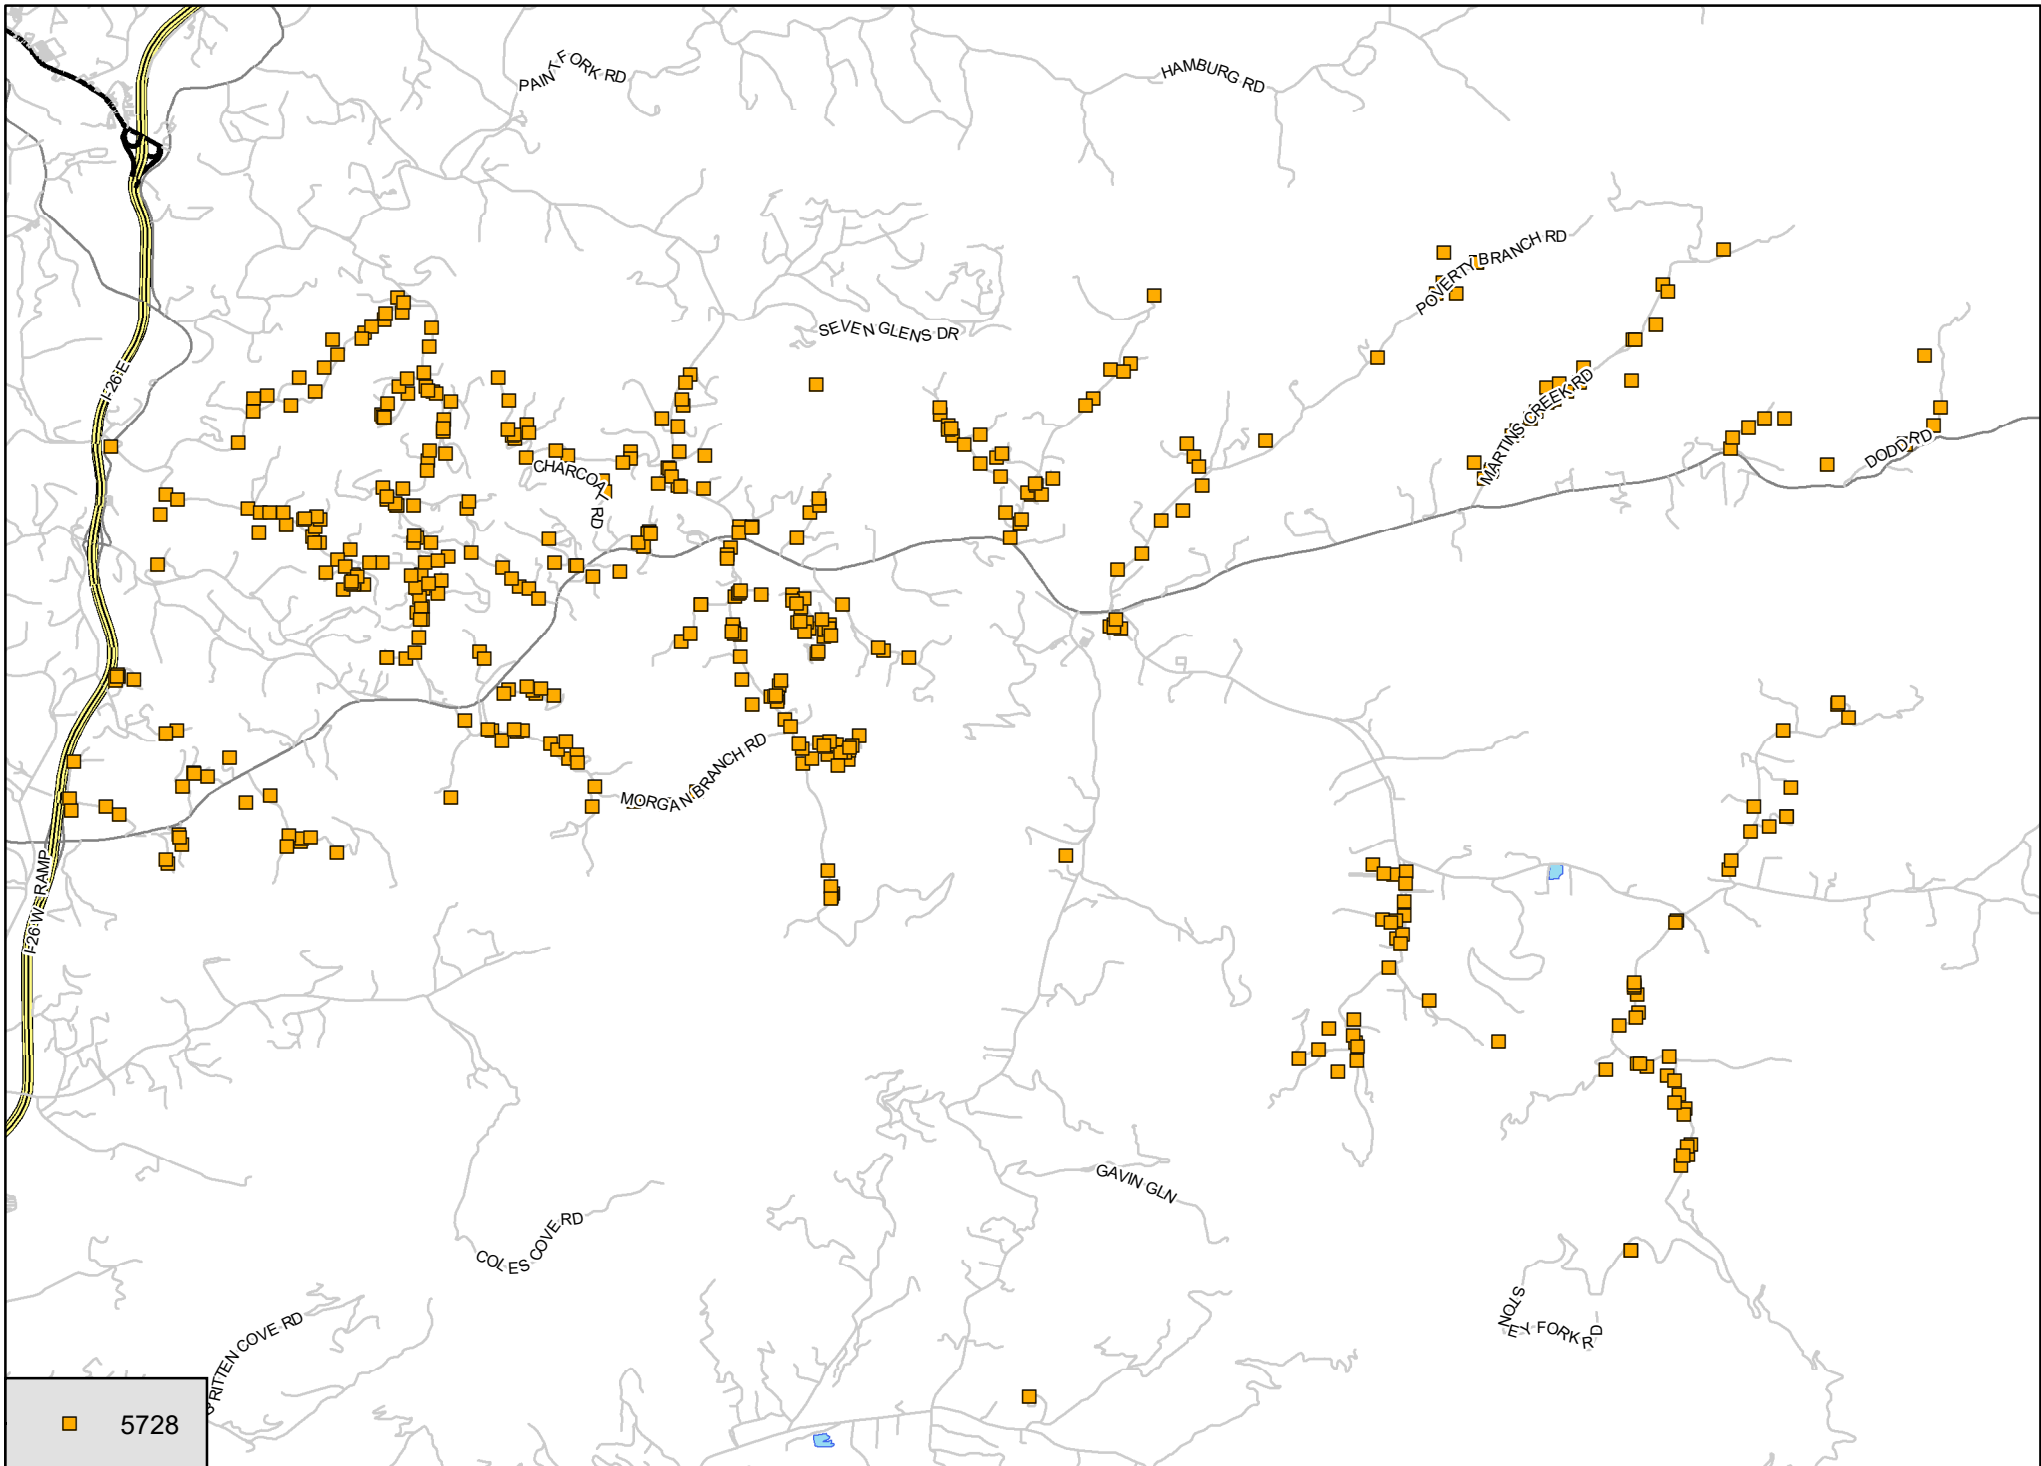 PAINT FORK RD
HAMBURG RD
POVERTY BRANCH RD
SEVEN GLENS DR
I-26 E
MARTINS CREEK RD
DODD RD
CHARCOAL RD
MORGAN BRANCH RD
I-26 W RAMP
GAVIN GLN
COLES COVE RD
STONEY FORK RD
BRITTEN COVE RD
5728